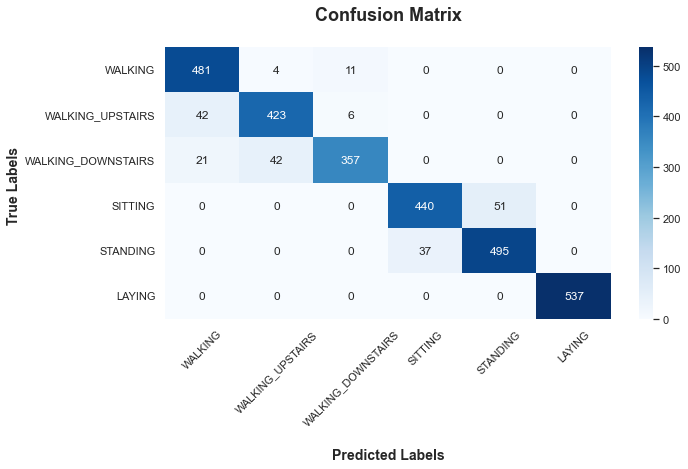 Confusion Matrix
True Labels
WALKING 481 4 11 0 0 0
WALKING_UPSTAIRS 42 423 6 0 0 0
WALKING_DOWNSTAIRS 21 42 357 0 0 0
SITTING 0 0 0 440 51 0
STANDING 0 0 0 37 495 0
LAYING 0 0 0 0 0 537
WALKING
WALKING_UPSTAIRS
WALKING_DOWNSTAIRS
SITTING
STANDING
LAYING
Predicted Labels
500
400
300
200
100
0